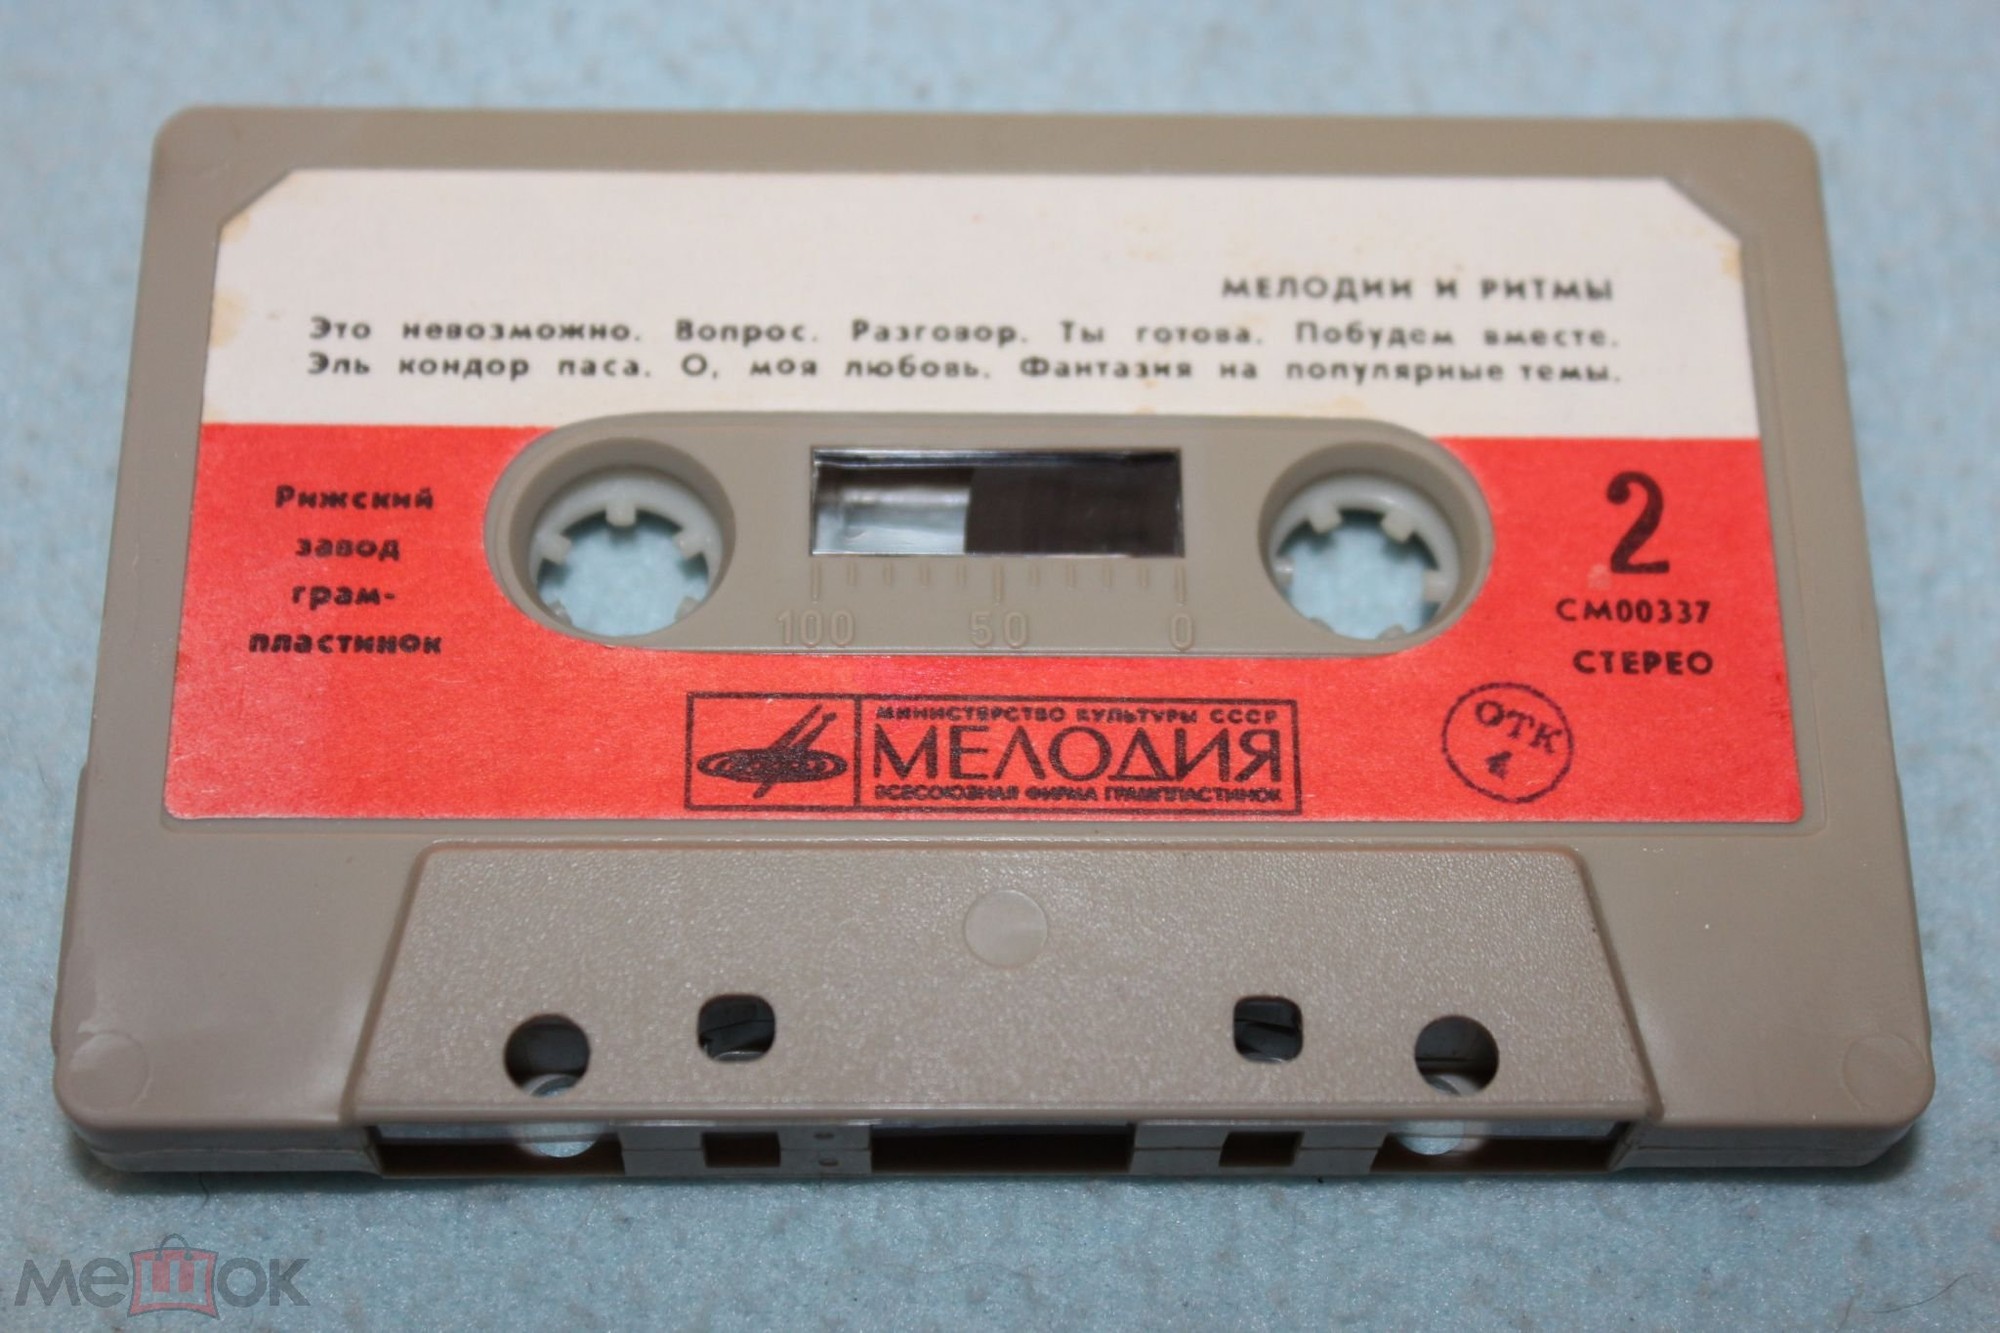 МЕЛОДИИ И РИТМЫ
Это невозможно. Вопрос. Разговор. Ты готова. Побудем вместе.
Эль кондор паса. О, моя любовь. Фантазия на популярные темы.
Рижский
завод
грам-
пластинок
2
СМ00337
СТЕРЕО
100 50 0
МИНИСТЕРСТВО КУЛЬТУРЫ СССР
МЕЛОДИЯ
ВСЕСОЮЗНАЯ ФИРМА ГРАМПЛАСТИНОК
ОТК
4
мешок